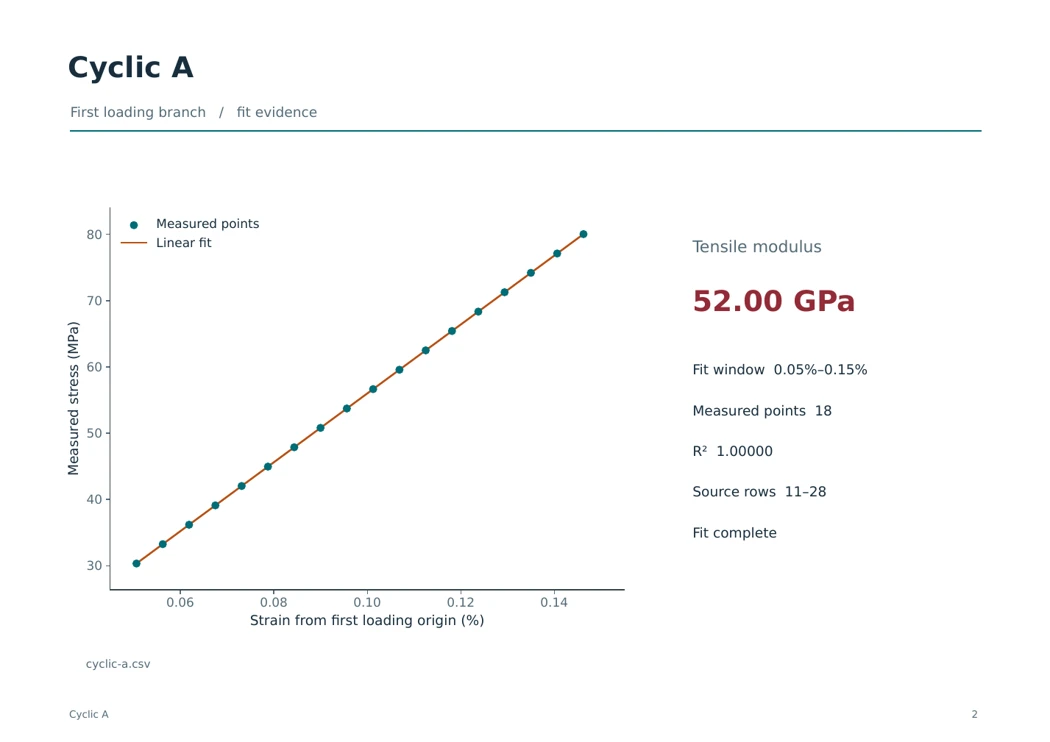 Cyclic A
First loading branch / fit evidence
Measured points
Linear fit
80
70
60
50
40
30
Measured stress (MPa)
0.06 0.08 0.10 0.12 0.14
Strain from first loading origin (%)
Tensile modulus
52.00 GPa
Fit window 0.05%–0.15%
Measured points 18
R² 1.00000
Source rows 11–28
Fit complete
cyclic-a.csv
Cyclic A
2